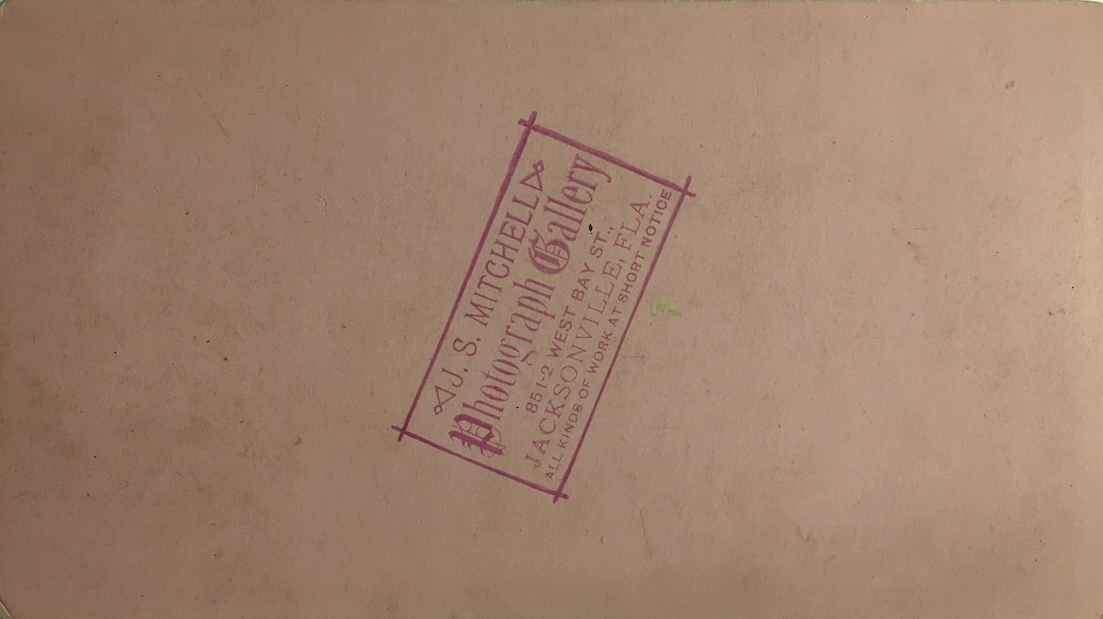 J. S. MITCHELL
Photograph Gallery
851-2 WEST BAY ST.,
JACKSONVILLE, FLA.
ALL KINDS OF WORK AT SHORT NOTICE